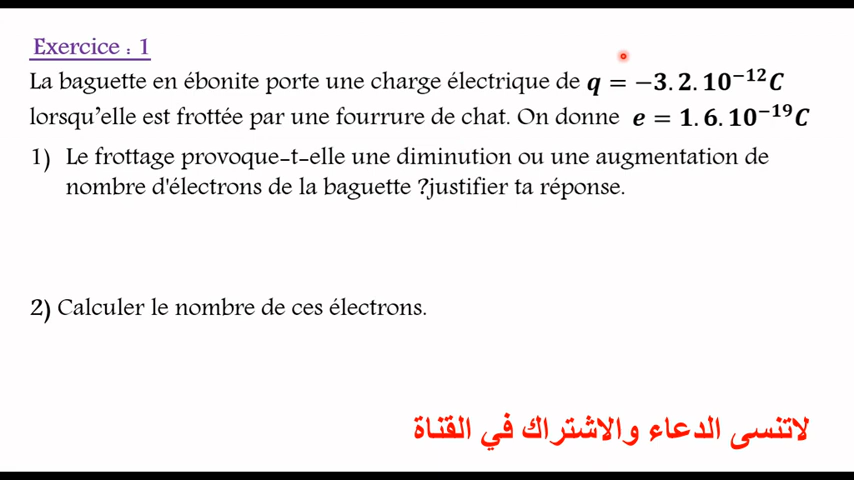 Exercice : 1
La baguette en ébonite porte une charge électrique de q = −3.2.10⁻¹²C
lorsqu'elle est frottée par une fourrure de chat. On donne e = 1.6.10⁻¹⁹C
1) Le frottage provoque-t-elle une diminution ou une augmentation de
nombre d'électrons de la baguette ?justifier ta réponse.
2) Calculer le nombre de ces électrons.
لاتنسى الدعاء والاشتراك في القناة